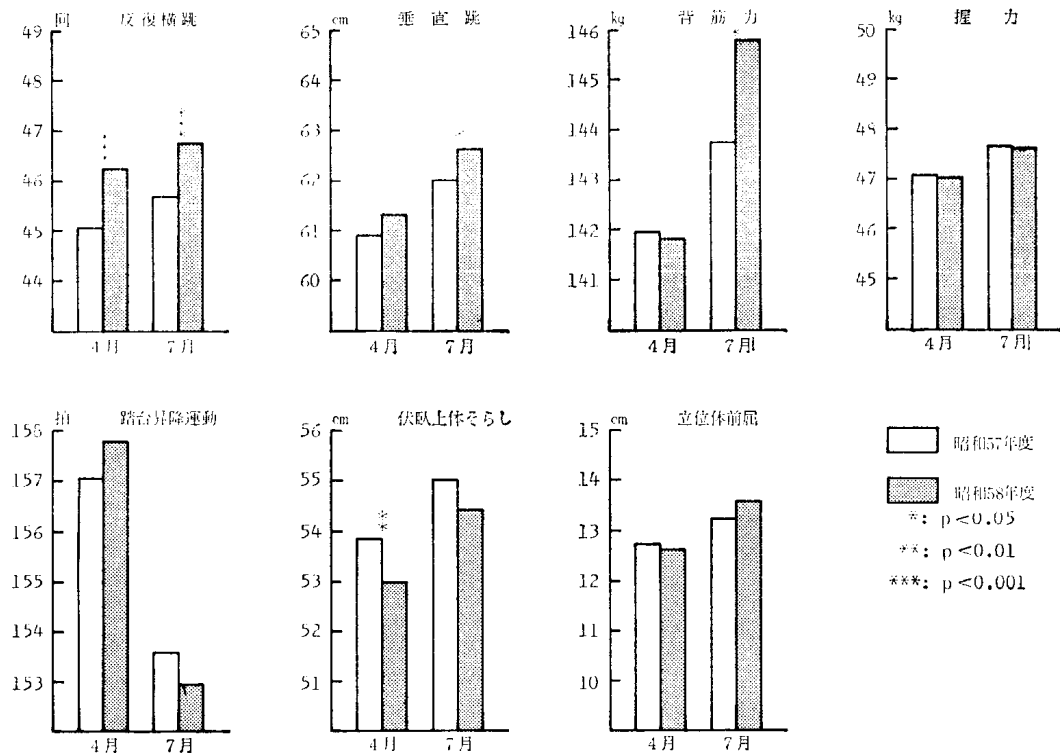 回 反復横跳
49
48
47
46
45
44
4月 7月
cm 垂直跳
65
64
63
62
61
60
4月 7月
*
kg 背筋力
146
145
144
143
142
141
4月 7月
*
kg 握力
50
49
48
47
46
45
4月 7月
拍 踏台昇降運動
158
157
156
155
154
153
4月 7月
cm 伏臥上体そらし
56
55
54
53
52
51
**
4月 7月
cm 立位体前屈
15
14
13
12
11
10
4月 7月
昭和57年度
昭和58年度
*: p<0.05
**: p<0.01
***: p<0.001